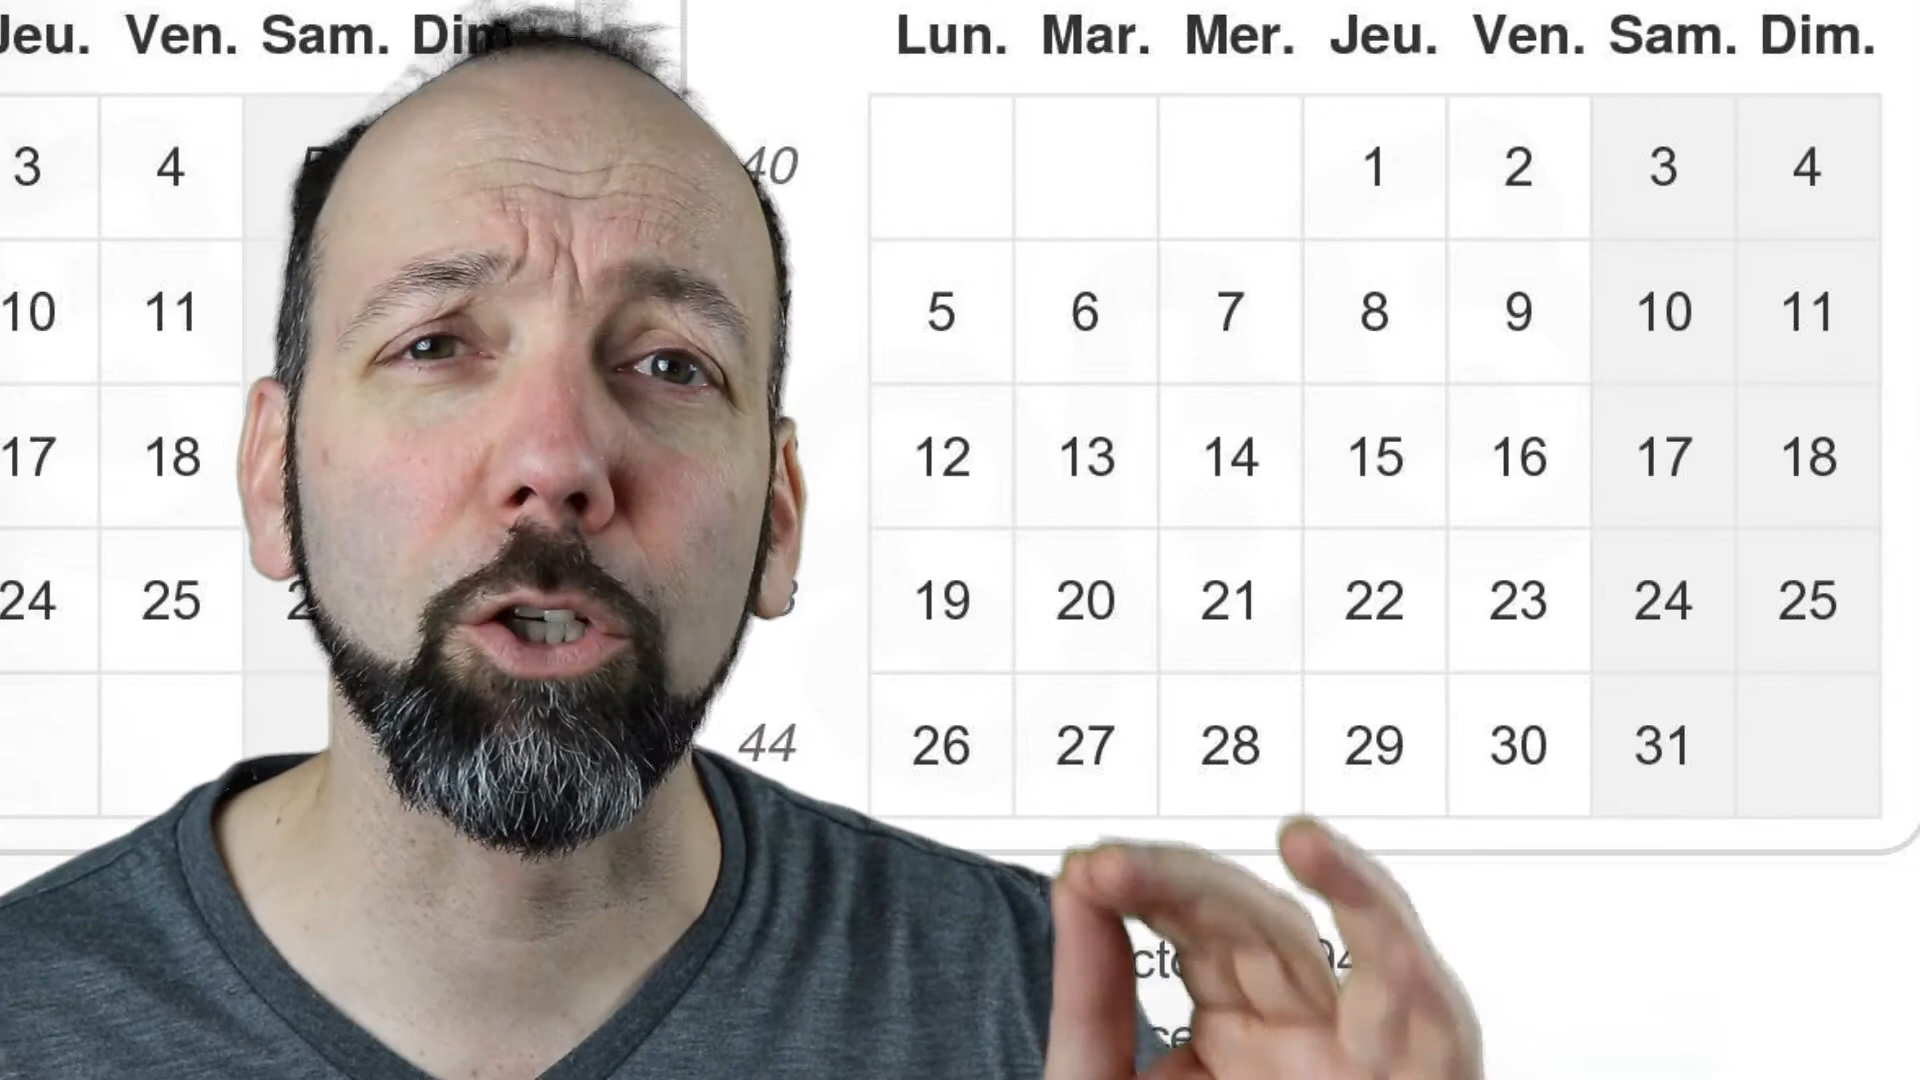 Jeu. Ven. Sam.
3 4
10 11
17 18
24 25
Lun. Mar. Mer. Jeu. Ven. Sam. Dim.
40 1 2 3 4
5 6 7 8 9 10 11
12 13 14 15 16 17 18
19 20 21 22 23 24 25
44 26 27 28 29 30 31